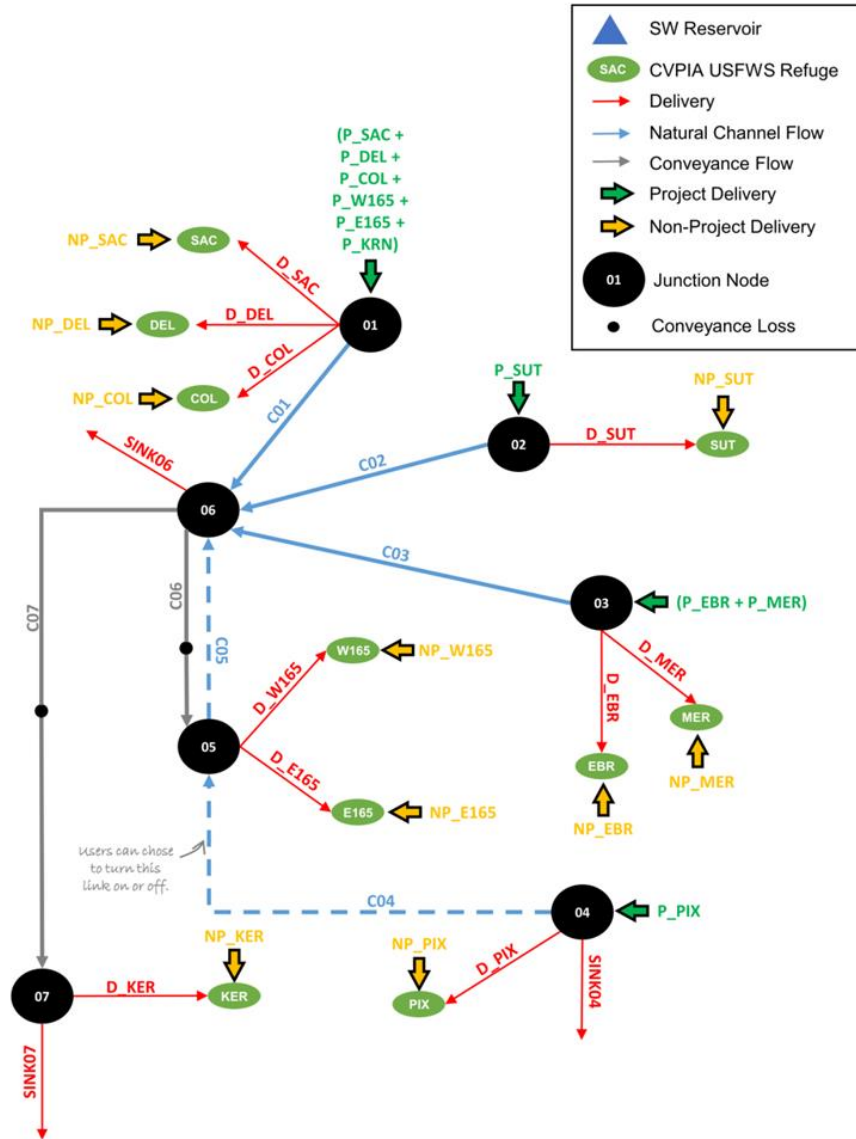 SW Reservoir
SAC
CVPIA USFWS Refuge
Delivery
Natural Channel Flow
Conveyance Flow
Project Delivery
Non-Project Delivery
01
Junction Node
Conveyance Loss
(P_SAC +
P_DEL +
P_COL +
P_W165 +
P_E165 +
P_KRN)
NP_SAC
SAC
D_SAC
NP_DEL
DEL
D_DEL
01
NP_COL
COL
D_COL
C01
P_SUT
NP_SUT
SINK06
C02
02
D_SUT
SUT
06
C03
C07
C06
C05
03
(P_EBR + P_MER)
D_W165
W165
NP_W165
D_MER
D_EBR
MER
05
D_E165
EBR
NP_MER
E165
NP_E165
NP_EBR
Users can chose
to turn this
link on or off.
C04
04
P_PIX
NP_KER
NP_PIX
D_PIX
07
D_KER
KER
PIX
SINK04
SINK07